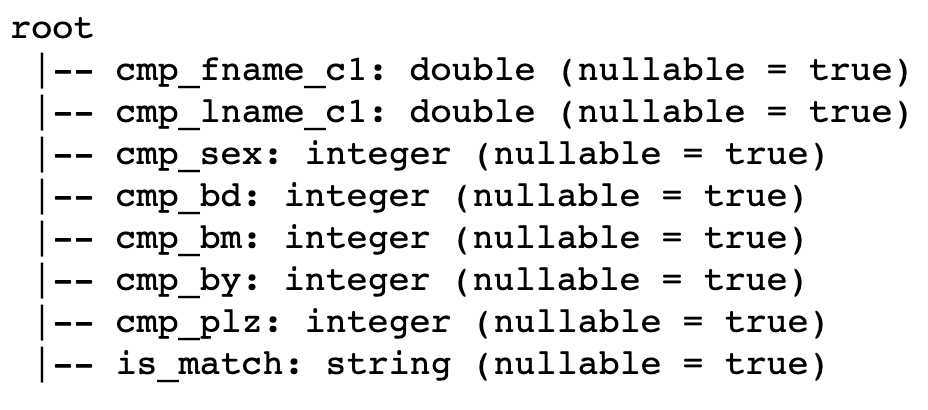 root
 |-- cmp_fname_c1: double (nullable = true)
 |-- cmp_lname_c1: double (nullable = true)
 |-- cmp_sex: integer (nullable = true)
 |-- cmp_bd: integer (nullable = true)
 |-- cmp_bm: integer (nullable = true)
 |-- cmp_by: integer (nullable = true)
 |-- cmp_plz: integer (nullable = true)
 |-- is_match: string (nullable = true)